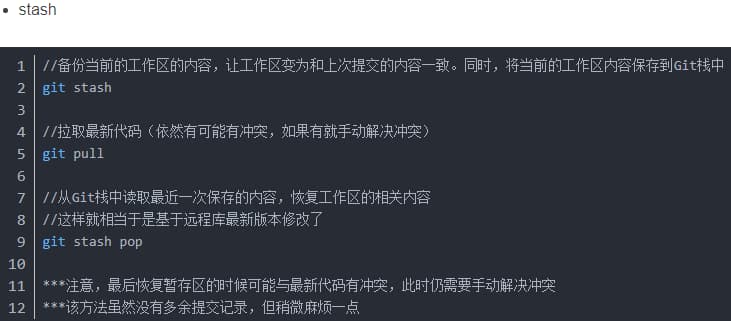 stash
1 //备份当前的工作区的内容，让工作区变为和上次提交的内容一致。同时，将当前的工作区内容保存到Git栈中
2 git stash
3
4 //拉取最新代码（依然有可能有冲突，如果有就手动解决冲突）
5 git pull
6
7 //从Git栈中读取最近一次保存的内容，恢复工作区的相关内容
8 //这样就相当于是基于远程库最新版本修改了
9 git stash pop
10
11 ***注意，最后恢复暂存区的时候可能与最新代码有冲突，此时仍需要手动解决冲突
12 ***该方法虽然没有多余提交记录，但稍微麻烦一点